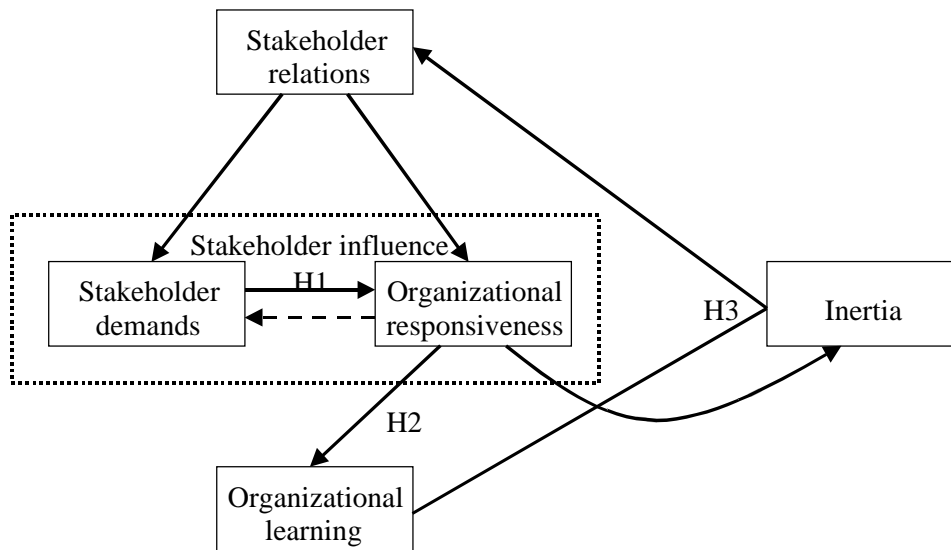 Stakeholder
relations
Stakeholder influence
H1
Stakeholder
demands
Organizational
responsiveness
H3
Inertia
H2
Organizational
learning